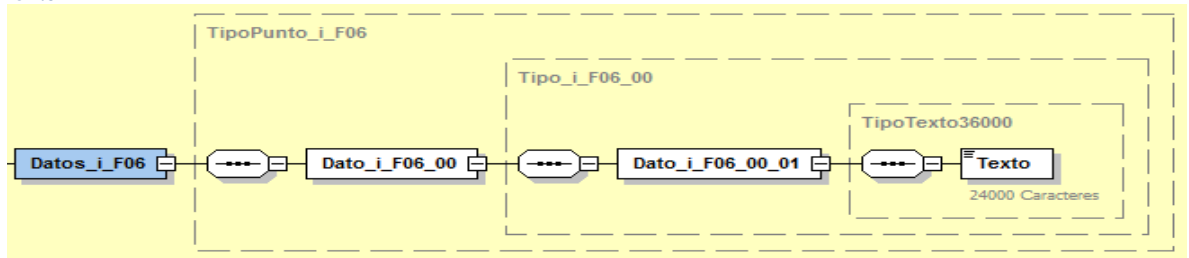 TipoPunto_i_F06
Tipo_i_F06_00
TipoTexto36000
Datos_i_F06
Dato_i_F06_00
Dato_i_F06_00_01
Texto
24000 Caracteres